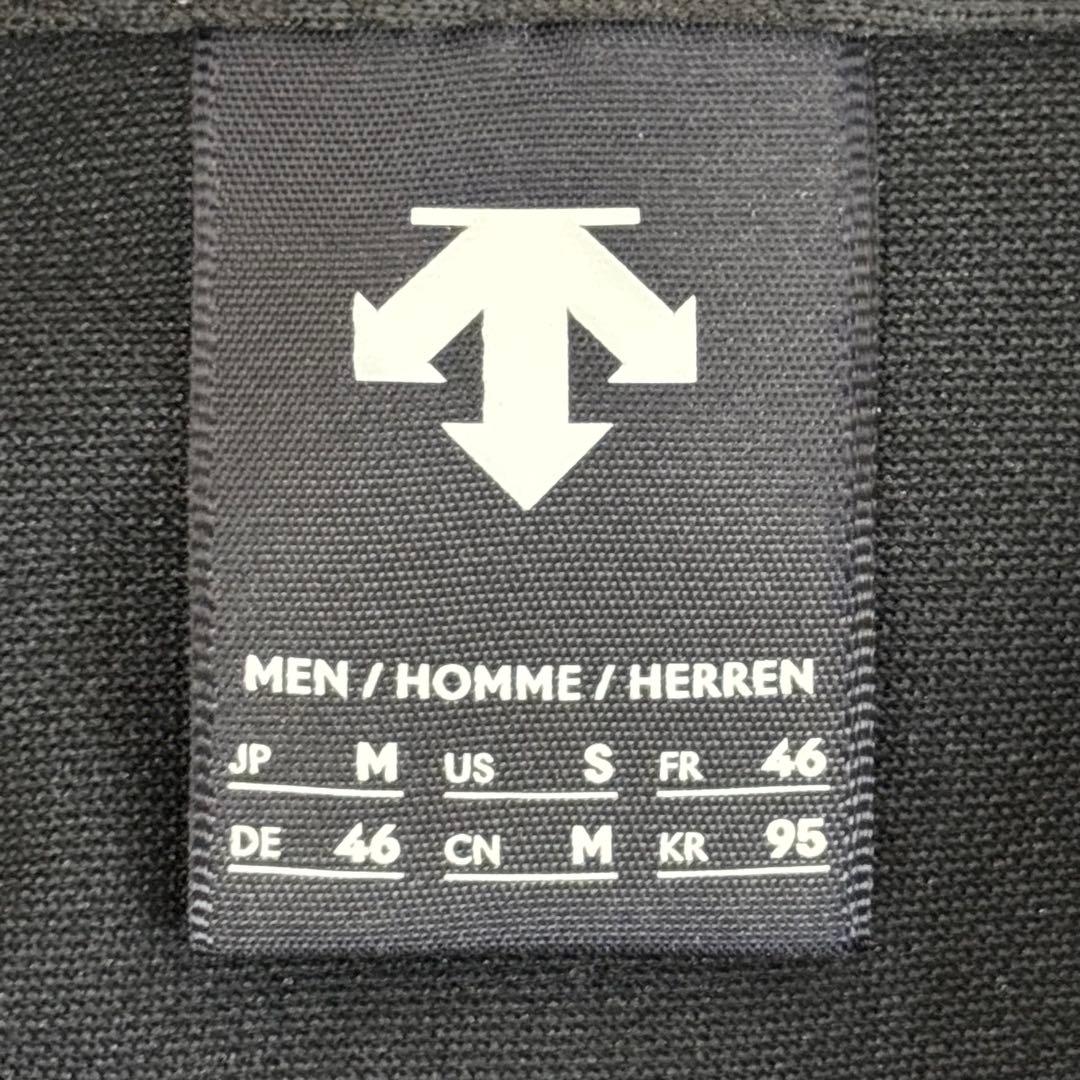 MEN / HOMME / HERREN
JP M US S FR 46
DE 46 CN M KR 95